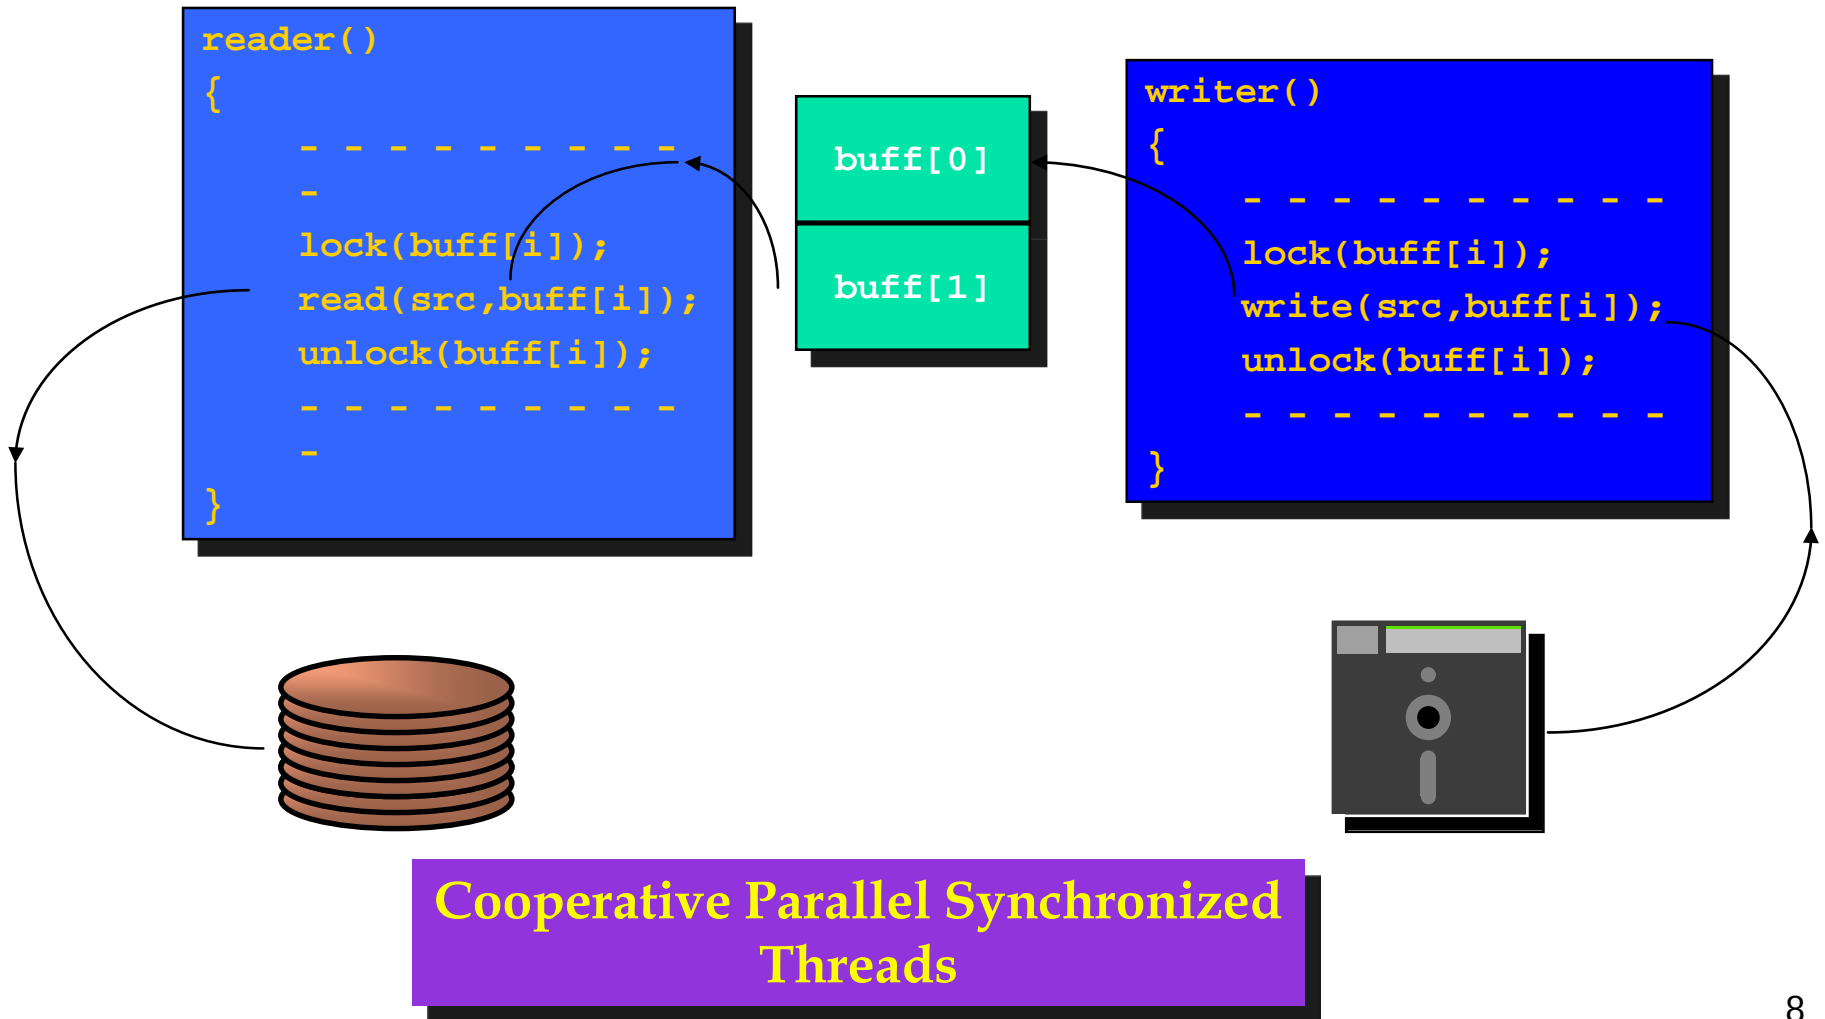 reader()
{
- - - - - - - - -
-
lock(buff[i]);
read(src,buff[i]);
unlock(buff[i]);
- - - - - - - - -
-
}
buff[0]
buff[1]
writer()
{
- - - - - - - - - -
lock(buff[i]);
write(src,buff[i]);
unlock(buff[i]);
- - - - - - - - - -
}
Cooperative Parallel Synchronized
Threads
8